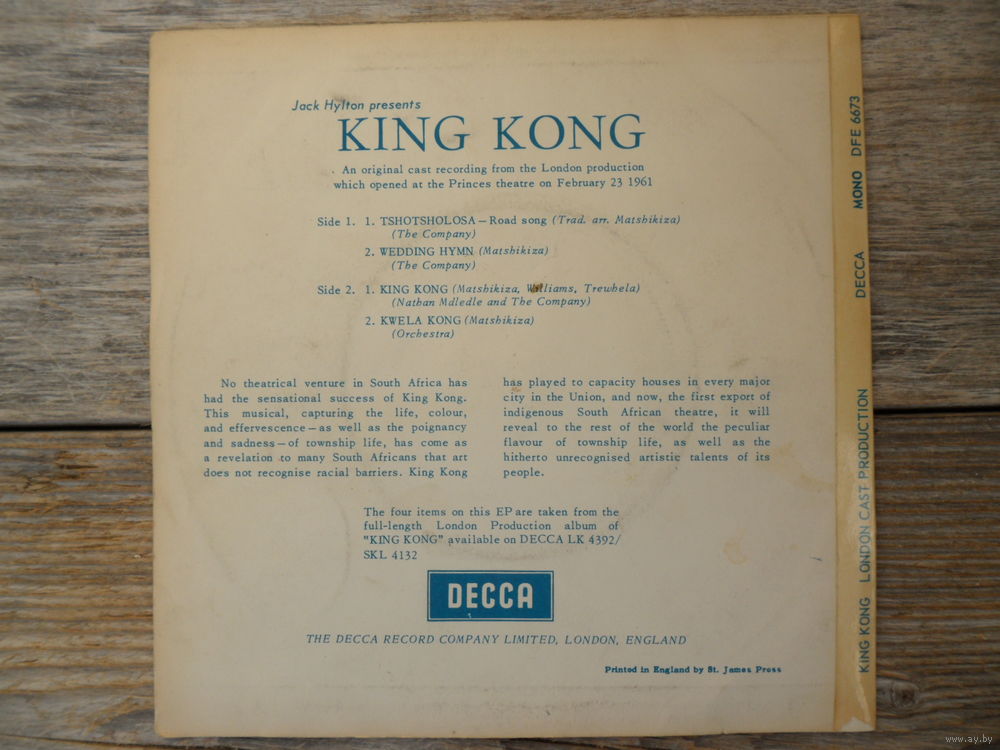 Jack Hylton presents
KING KONG
An original cast recording from the London production
which opened at the Princes theatre on February 23 1961
Side 1. 1. TSHOTSHOLOSA – Road song (Trad. arr. Matshikiza)
(The Company)
2. WEDDING HYMN (Matshikiza)
(The Company)
Side 2. 1. KING KONG (Matshikiza, Williams, Trewhela)
(Nathan Mdledle and The Company)
2. KWELA KONG (Matshikiza)
(Orchestra)
No theatrical venture in South Africa has
had the sensational success of King Kong.
This musical, capturing the life, colour,
and effervescence – as well as the poignancy
and sadness – of township life, has come as
a revelation to many South Africans that art
does not recognise racial barriers. King Kong
has played to capacity houses in every major
city in the Union, and now, the first export of
indigenous South African theatre, it will
reveal to the rest of the world the peculiar
flavour of township life, as well as the
hitherto unrecognised artistic talents of its
people.
The four items on this EP are taken from the
full-length London Production album of
"KING KONG" available on DECCA LK 4392/
SKL 4132
DECCA
THE DECCA RECORD COMPANY LIMITED, LONDON, ENGLAND
Printed in England by St. James Press
KING KONG LONDON CAST PRODUCTION DECCA MONO DFE 6673
www.ay.by